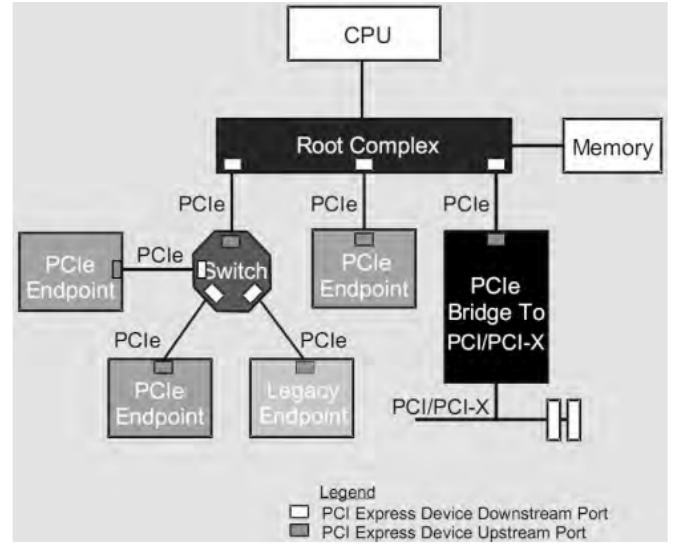 CPU
Root Complex
Memory
PCIe
PCIe
PCIe
PCIe
Endpoint
PCIe
Switch
PCIe
Endpoint
PCIe
Bridge To
PCI/PCI-X
PCIe
PCIe
PCIe
Endpoint
Legacy
Endpoint
PCI/PCI-X
Legend
PCI Express Device Downstream Port
PCI Express Device Upstream Port